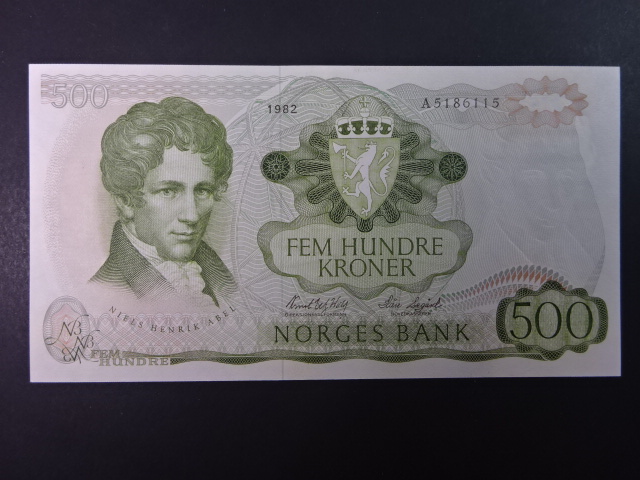 500
1982
A5186115
FEM HUNDRE
KRONER
NIELS HENRIK ABEL
NORGES BANK
500
FEM
HUNDRE